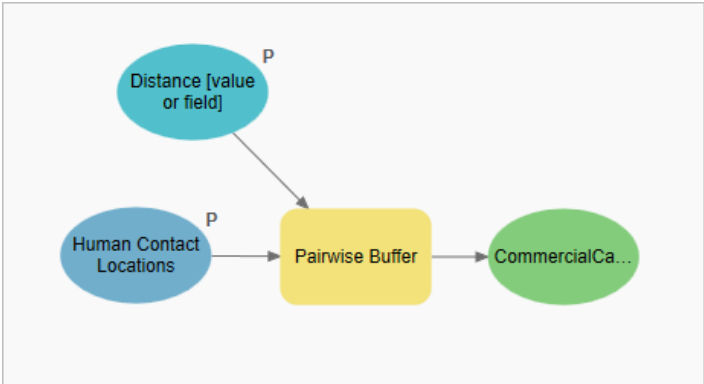 P
Distance [value
or field]
P
Human Contact
Locations
Pairwise Buffer
CommercialCa...